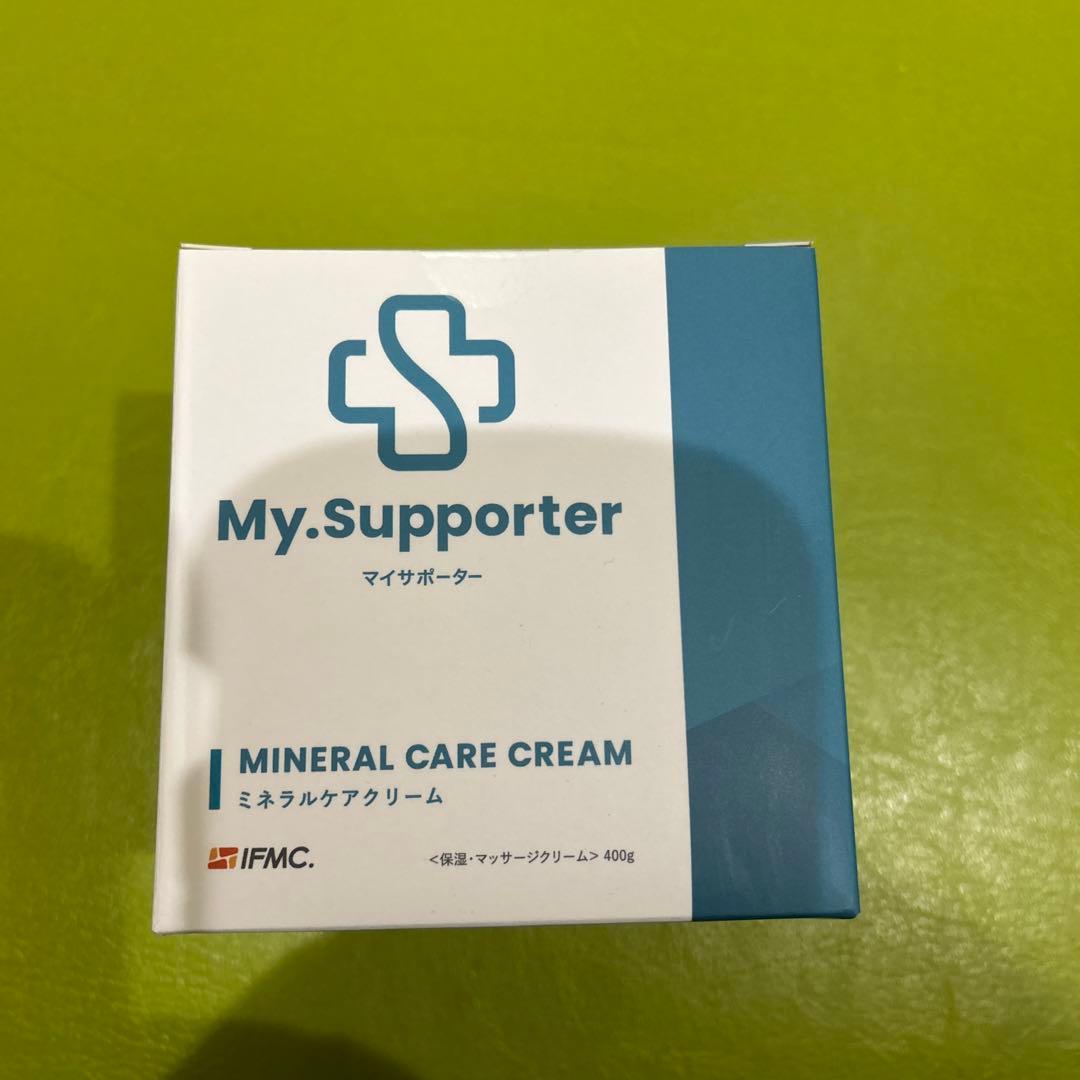 My.Supporter
マイサポーター
MINERAL CARE CREAM
ミネラルケアクリーム
IFMC.
<保湿・マッサージクリーム> 400g